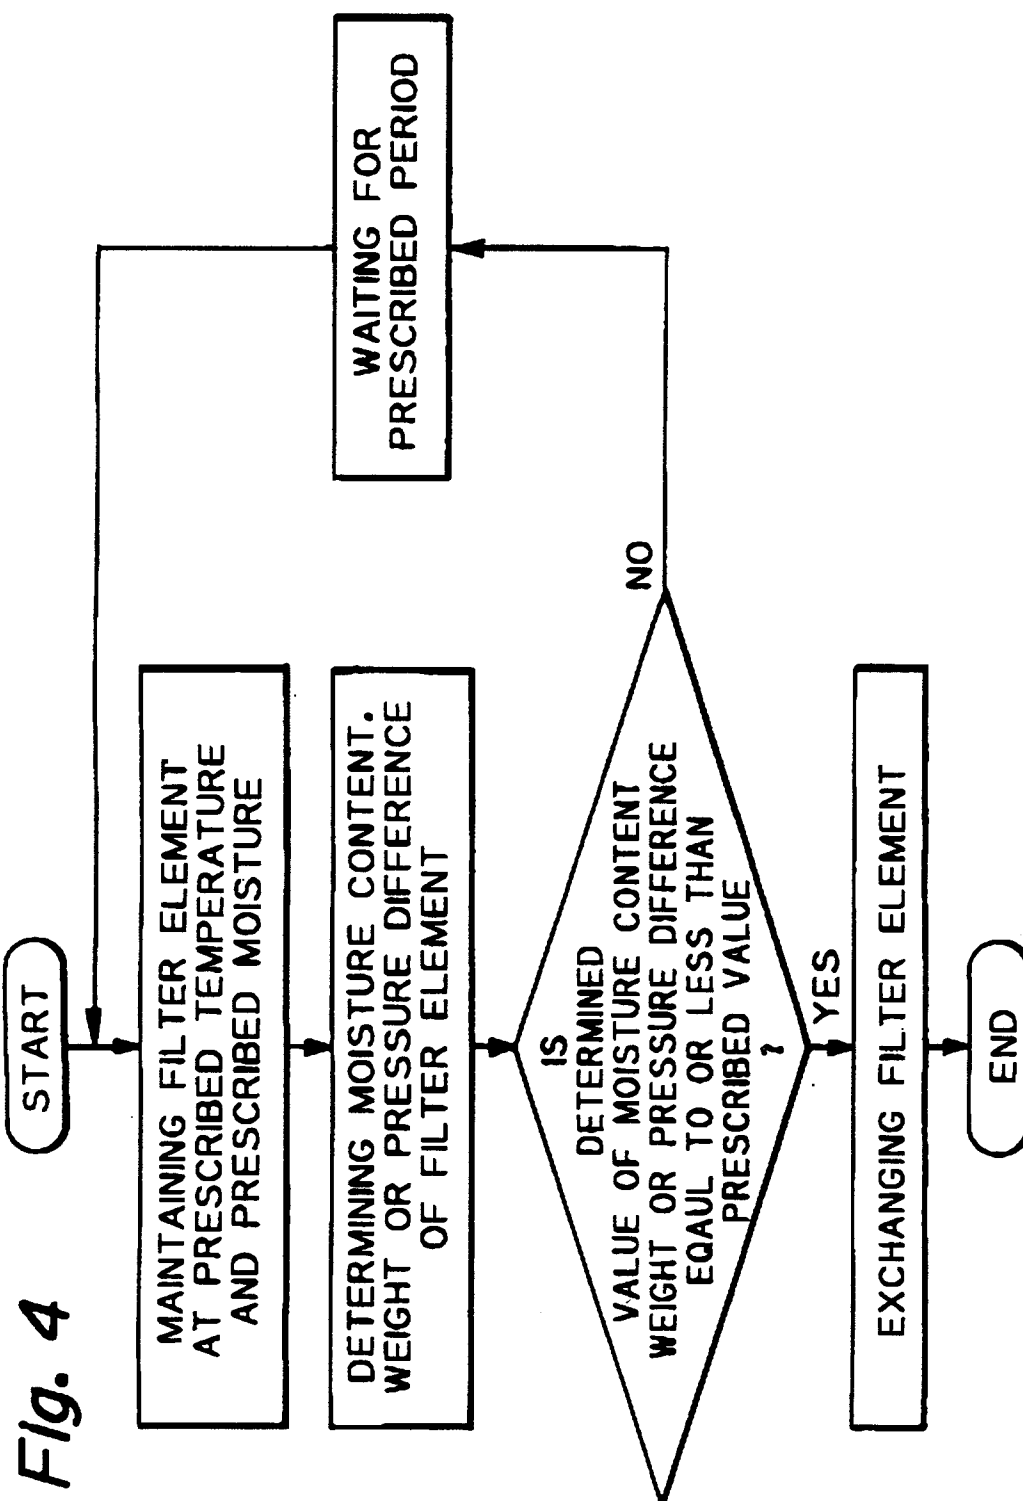 Fig. 4
START
MAINTAINING FILTER ELEMENT
AT PRESCRIBED TEMPERATURE
AND PRESCRIBED MOISTURE
DETERMINING MOISTURE CONTENT.
WEIGHT OR PRESSURE DIFFERENCE
OF FILTER ELEMENT
IS
DETERMINED
VALUE OF MOISTURE CONTENT
WEIGHT OR PRESSURE DIFFERENCE
EQAUL TO OR LESS THAN
PRESCRIBED VALUE
?
NO
WAITING FOR
PRESCRIBED PERIOD
YES
EXCHANGING FILTER ELEMENT
END